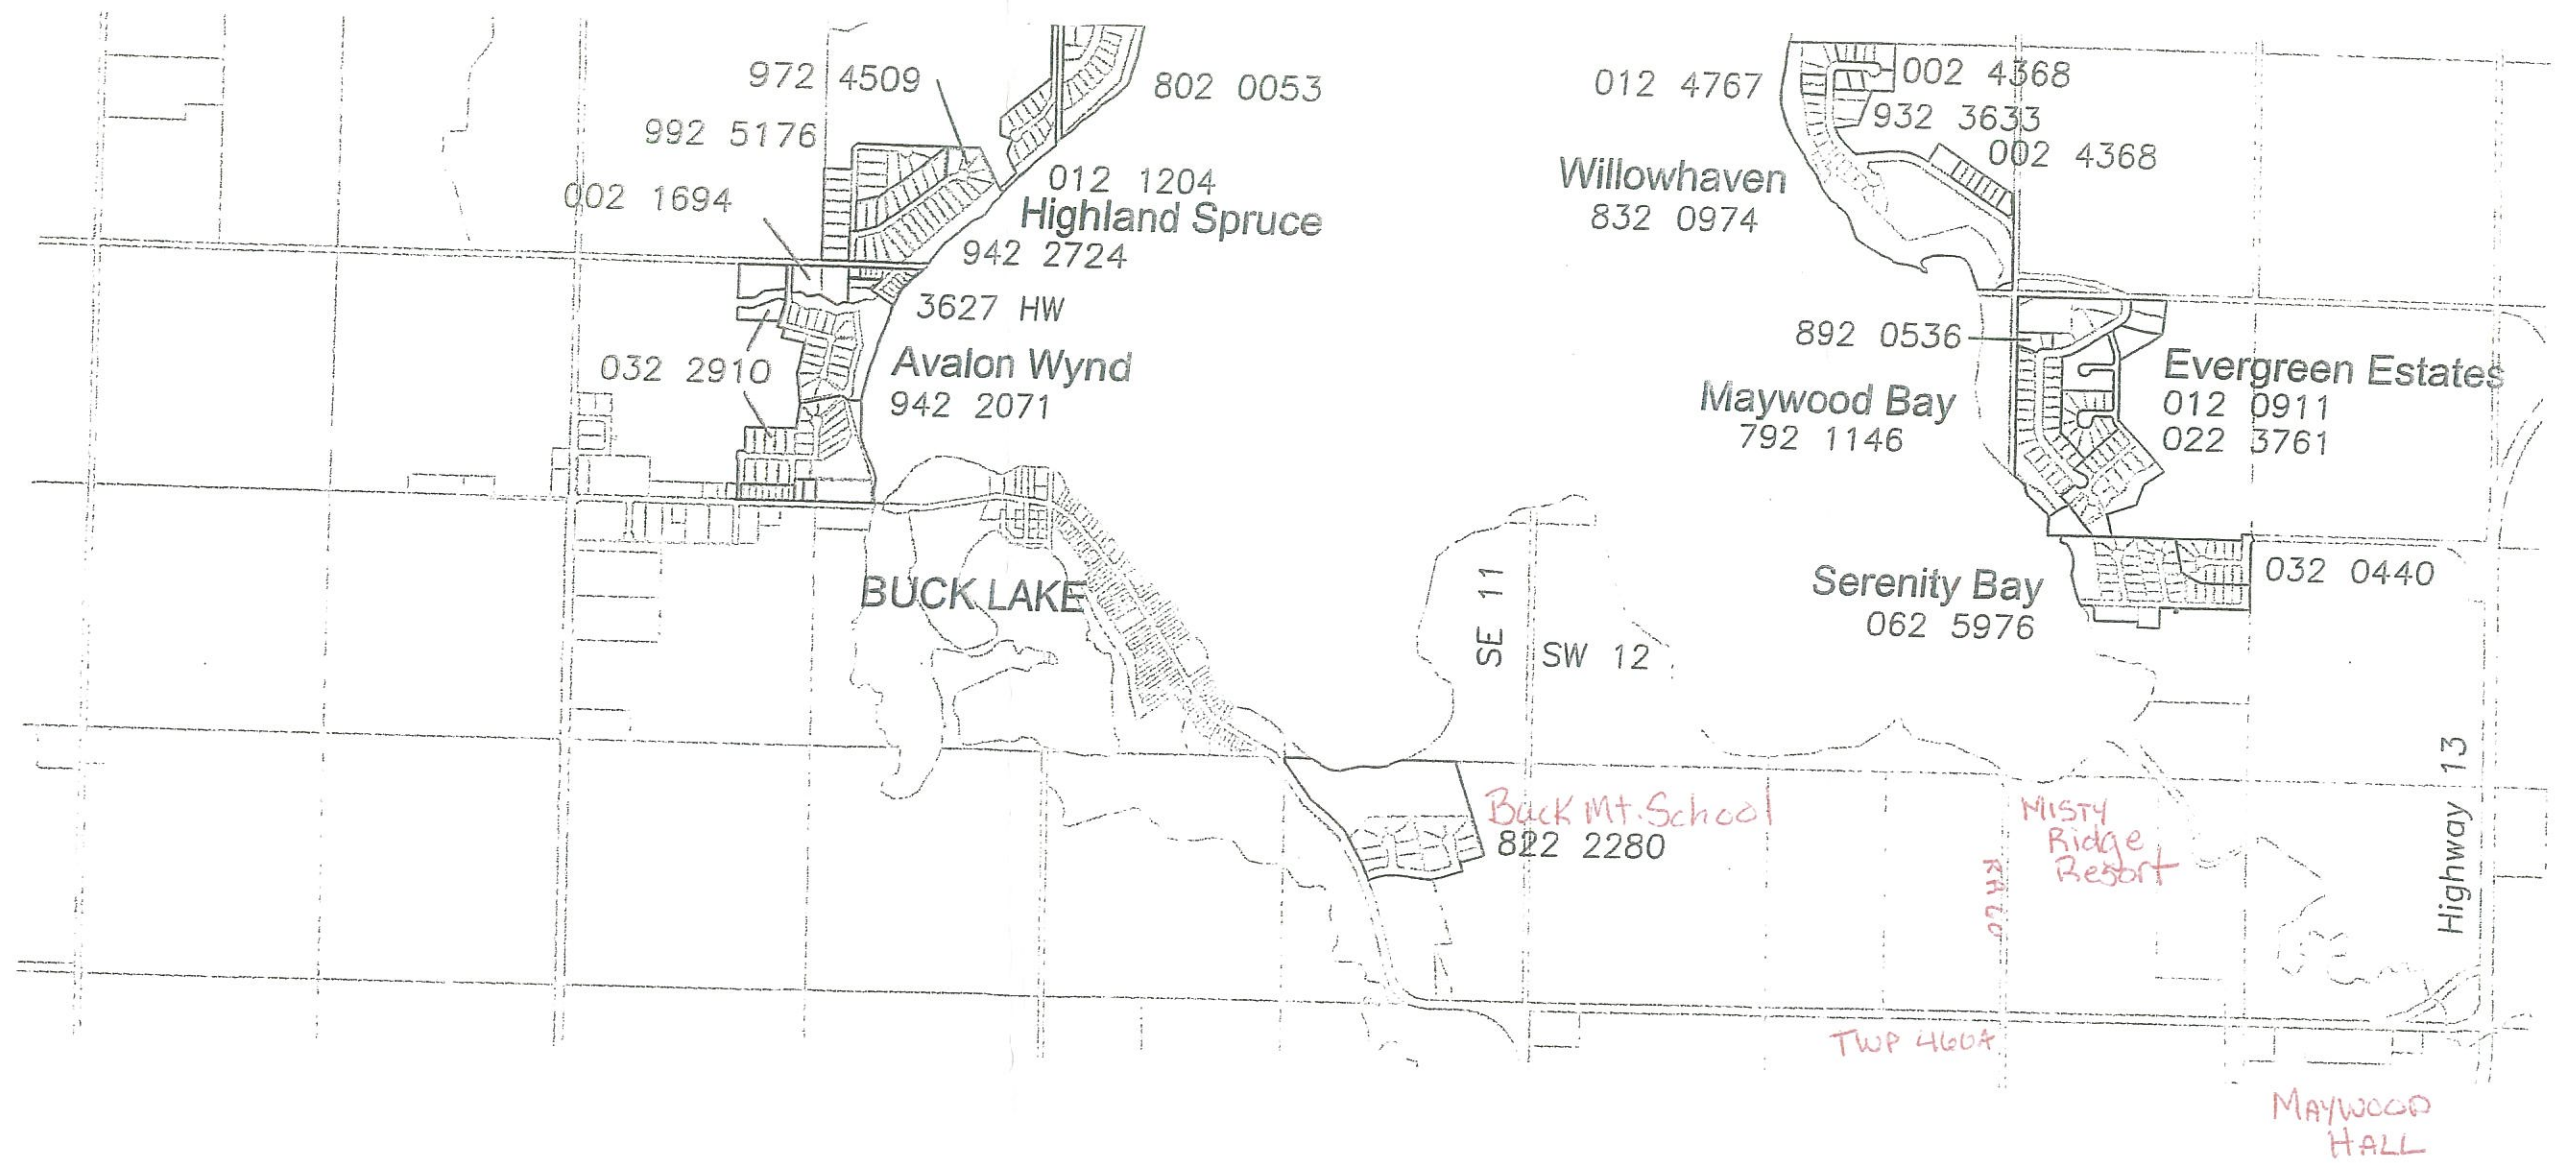 972 4509
802 0053
992 5176
002 1694
012 1204
Highland Spruce
942 2724
3627 HW
032 2910
Avalon Wynd
942 2071
BUCK LAKE
012 4767
002 4368
932 3633
002 4368
Willowhaven
832 0974
892 0536
Maywood Bay
792 1146
Evergreen Estates
012 0911
022 3761
Serenity Bay
062 5976
032 0440
SE 11
SW 12
Buck Mt. School
822 2280
MISTY
Ridge
Resort
Highway 13
TWP 460A
MAYWOOD
HALL